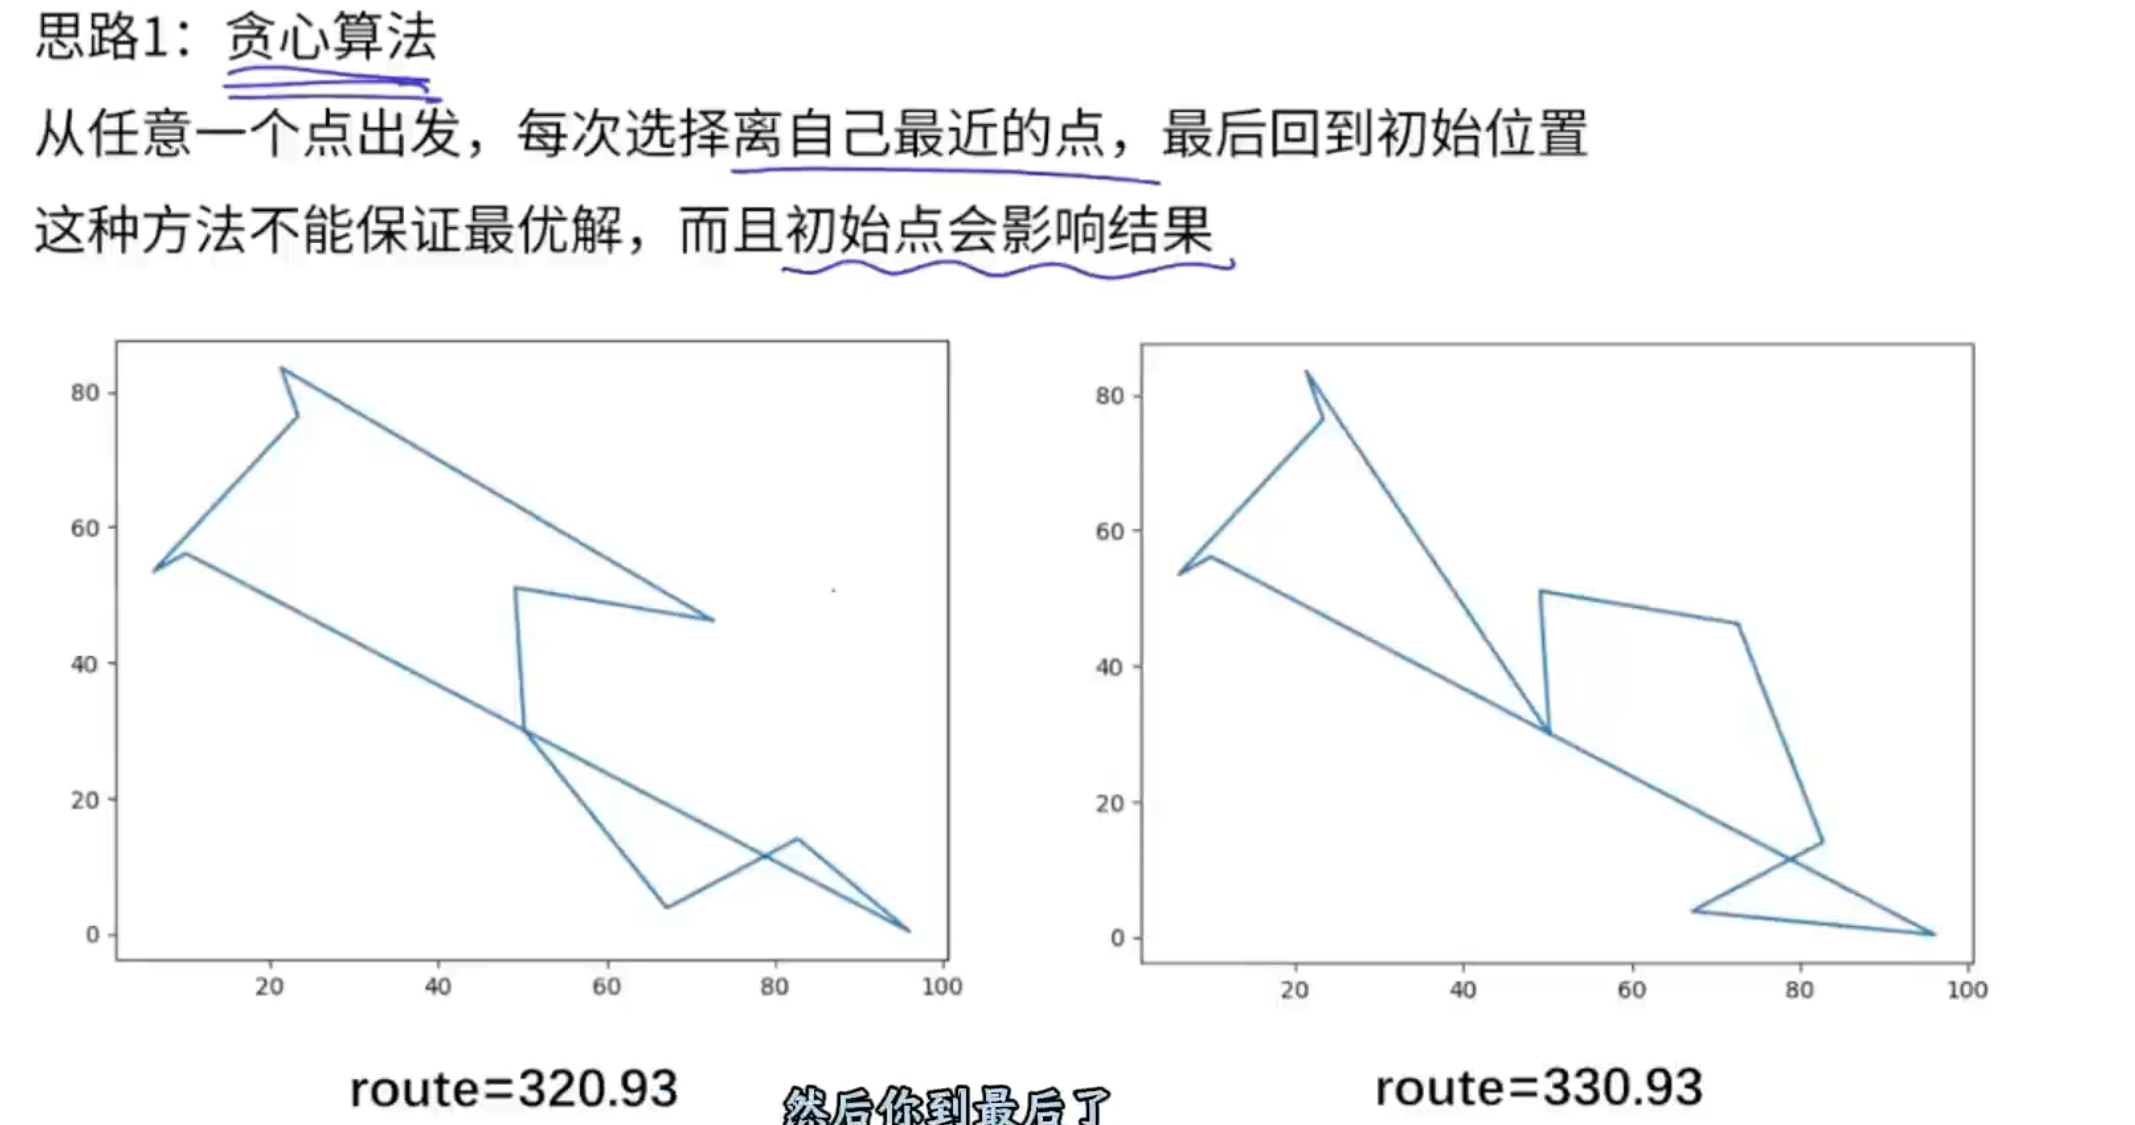 思路1：贪心算法
从任意一个点出发，每次选择离自己最近的点，最后回到初始位置
这种方法不能保证最优解，而且初始点会影响结果
80
60
40
20
0
20 40 60 80 100
80
60
40
20
0
20 40 60 80 100
route=320.93
route=330.93
然后你到最后了